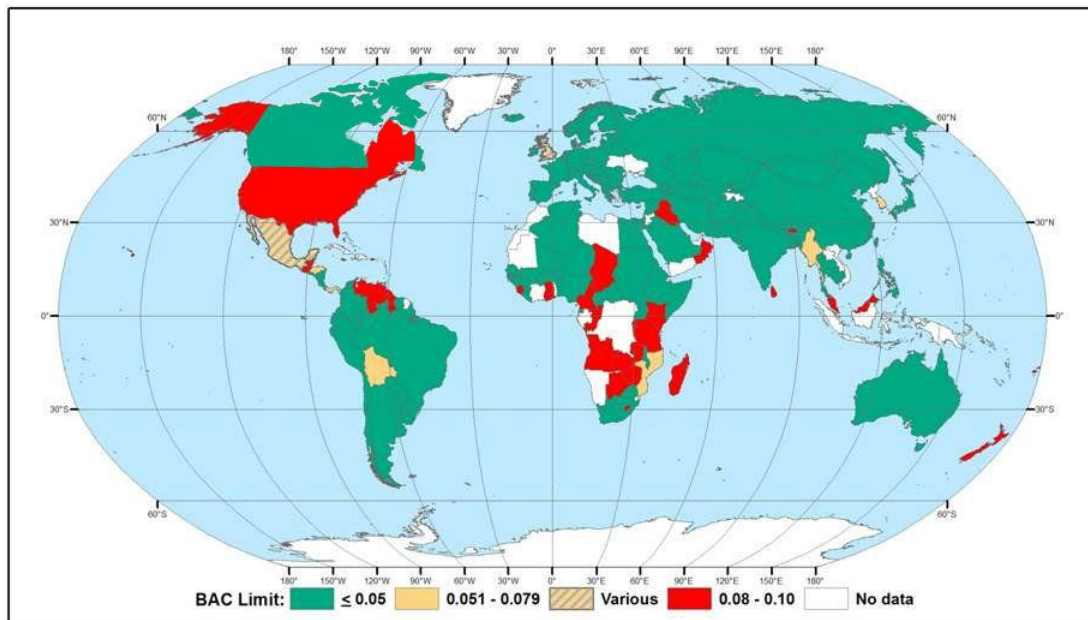 180° 150°W 120°W 90°W 60°W 30°W 0° 30°E 60°E 90°E 120°E 150°E 180°
60°N 60°N
30°N 30°N
0° 0°
30°S 30°S
60°S 60°S
180° 150°W 120°W 90°W 60°W 30°W 0° 30°E 60°E 90°E 120°E 150°E 180°
BAC Limit: ≤ 0.05 0.051 - 0.079 Various 0.08 - 0.10 No data